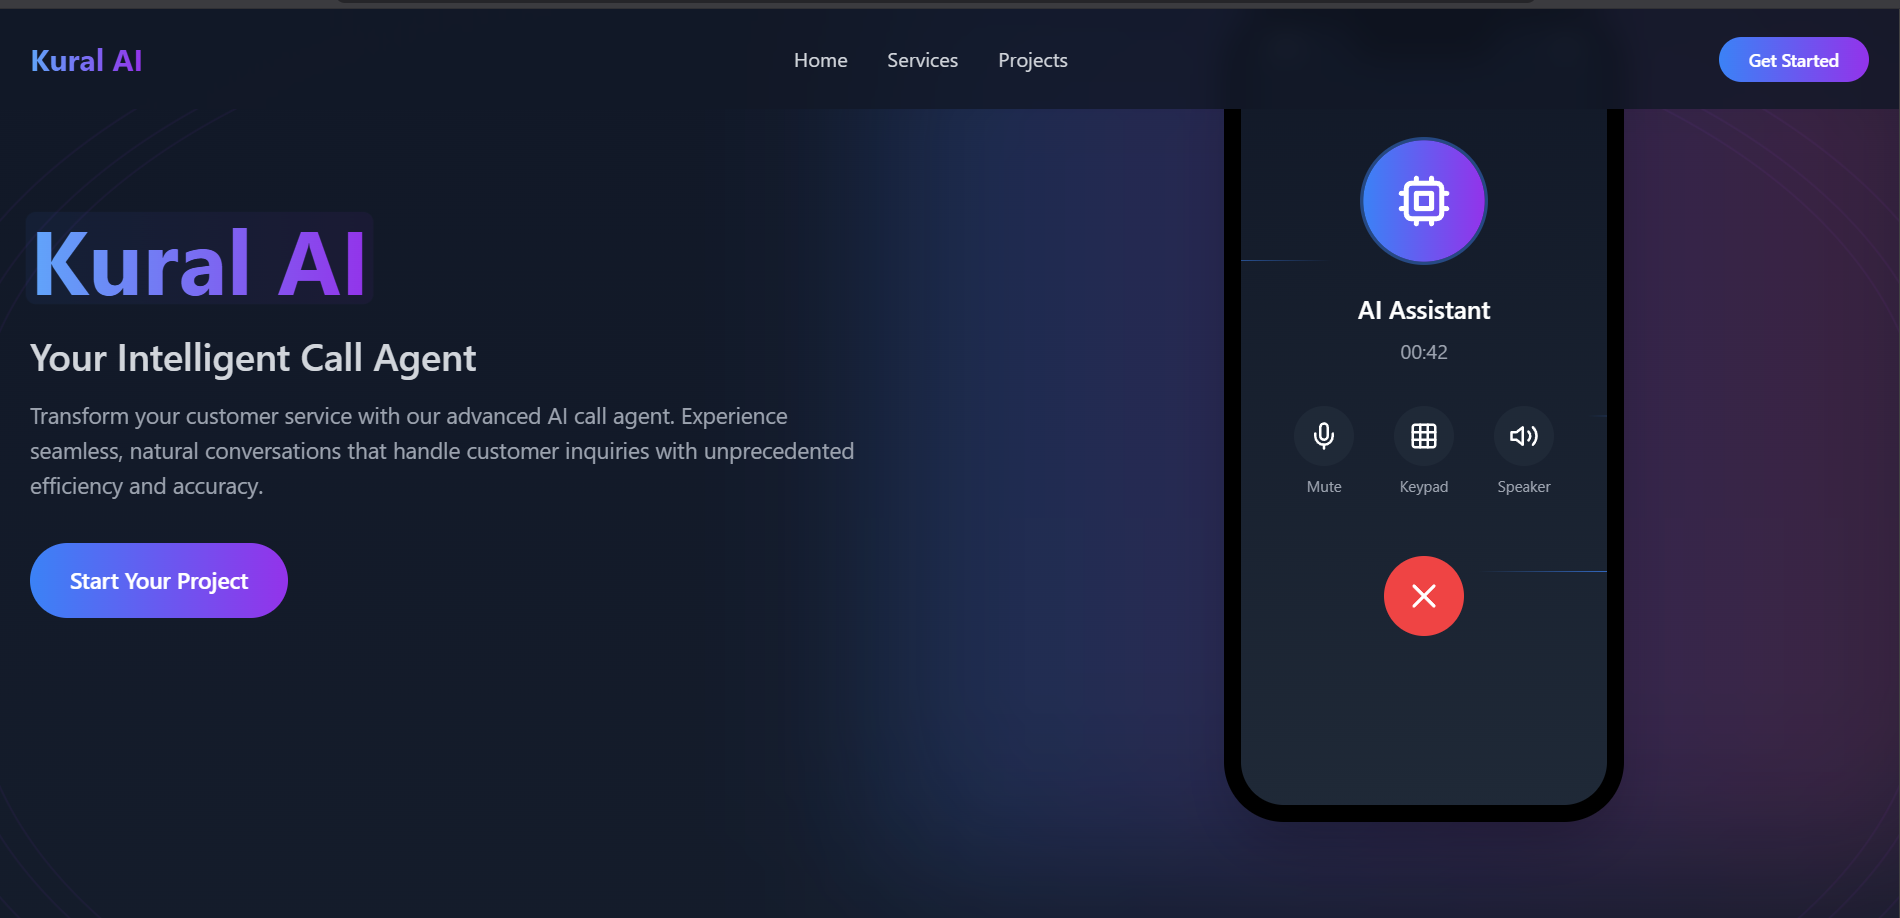 Kural AI
Home
Services
Projects
Get Started
Kural AI
Your Intelligent Call Agent
Transform your customer service with our advanced AI call agent. Experience
seamless, natural conversations that handle customer inquiries with unprecedented
efficiency and accuracy.
Start Your Project
AI Assistant
00:42
Mute
Keypad
Speaker